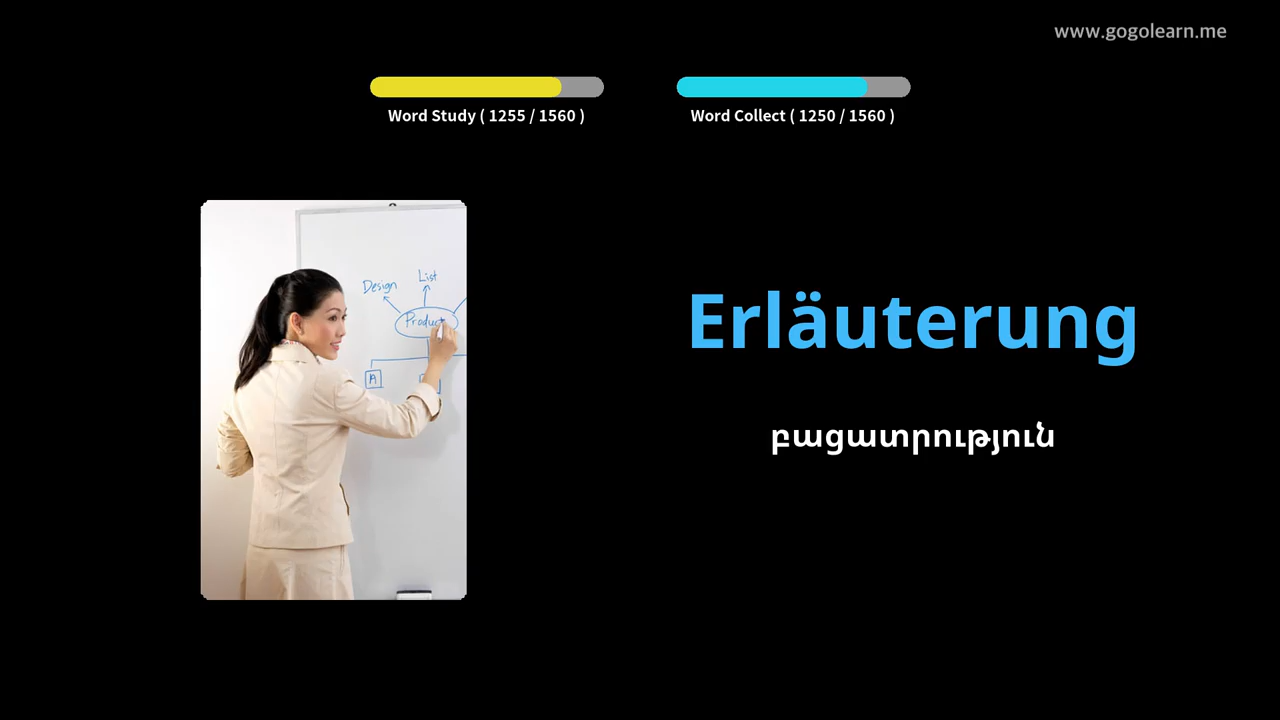 www.gogolearn.me
Word Study ( 1255 / 1560 )
Word Collect ( 1250 / 1560 )
Design
List
Product
A
Erläuterung
բացատրություն